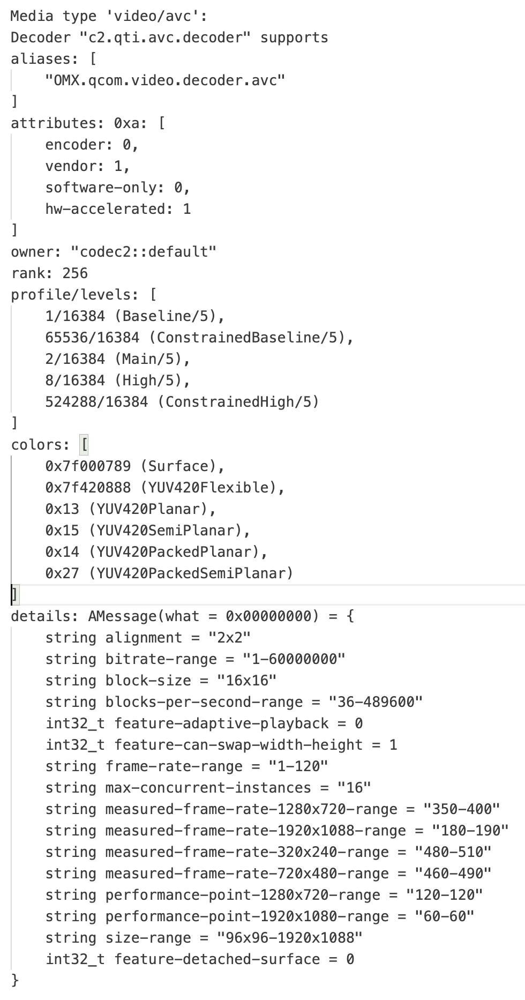 Media type 'video/avc':
Decoder "c2.qti.avc.decoder" supports
aliases: [
    "OMX.qcom.video.decoder.avc"
]
attributes: 0xa: [
    encoder: 0,
    vendor: 1,
    software-only: 0,
    hw-accelerated: 1
]
owner: "codec2::default"
rank: 256
profile/levels: [
    1/16384 (Baseline/5),
    65536/16384 (ConstrainedBaseline/5),
    2/16384 (Main/5),
    8/16384 (High/5),
    524288/16384 (ConstrainedHigh/5)
]
colors: [
    0x7f000789 (Surface),
    0x7f420888 (YUV420Flexible),
    0x13 (YUV420Planar),
    0x15 (YUV420SemiPlanar),
    0x14 (YUV420PackedPlanar),
    0x27 (YUV420PackedSemiPlanar)
]
details: AMessage(what = 0x00000000) = {
    string alignment = "2x2"
    string bitrate-range = "1-60000000"
    string block-size = "16x16"
    string blocks-per-second-range = "36-489600"
    int32_t feature-adaptive-playback = 0
    int32_t feature-can-swap-width-height = 1
    string frame-rate-range = "1-120"
    string max-concurrent-instances = "16"
    string measured-frame-rate-1280x720-range = "350-400"
    string measured-frame-rate-1920x1088-range = "180-190"
    string measured-frame-rate-320x240-range = "480-510"
    string measured-frame-rate-720x480-range = "460-490"
    string performance-point-1280x720-range = "120-120"
    string performance-point-1920x1080-range = "60-60"
    string size-range = "96x96-1920x1088"
    int32_t feature-detached-surface = 0
}